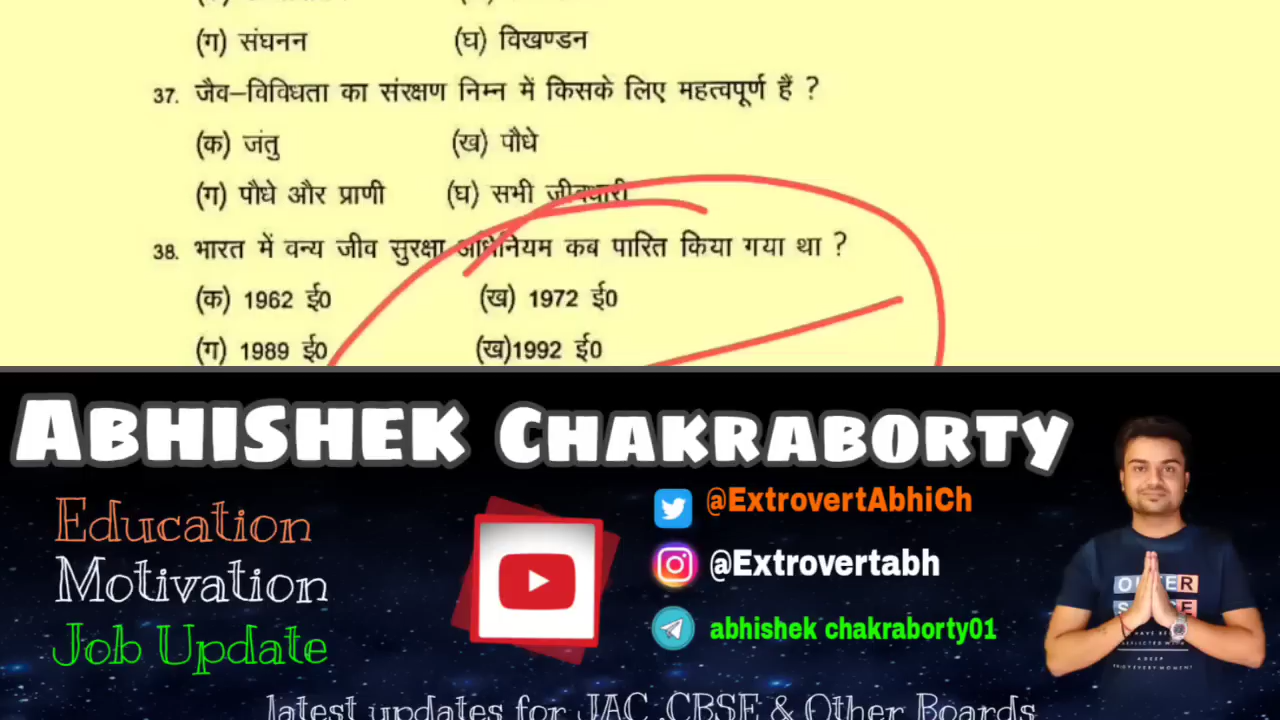 (ग) संघनन (घ) विखण्डन
37. जैव–विविधता का संरक्षण निम्न में किसके लिए महत्वपूर्ण हैं ?
(क) जंतु (ख) पौधे
(ग) पौधे और प्राणी (घ) सभी जीवधारी
38. भारत में वन्य जीव सुरक्षा अधिनियम कब पारित किया गया था ?
(क) 1962 ई0 (ख) 1972 ई0
(ग) 1989 ई0 (ख)1992 ई0
ABHISHEK CHAKRABORTY
Education
Motivation
Job Update
@ExtrovertAbhiCh
@Extrovertabh
abhishek chakraborty01
latest updates for JAC ,CBSE & Other Boards